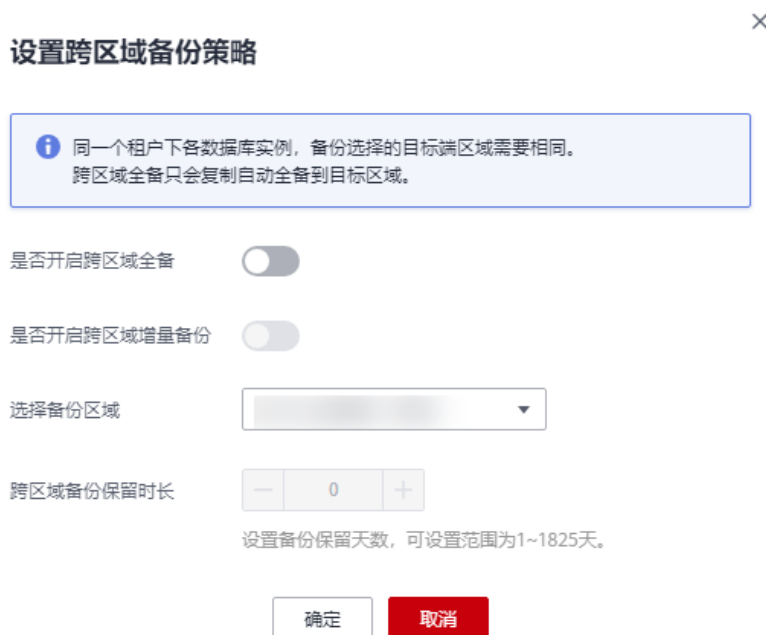 设置跨区域备份策略
同一个租户下各数据库实例，备份选择的目标端区域需要相同。
跨区域全备只会复制自动全备到目标区域。
是否开启跨区域全备
是否开启跨区域增量备份
选择备份区域
跨区域备份保留时长
0
设置备份保留天数，可设置范围为1~1825天。
确定 取消